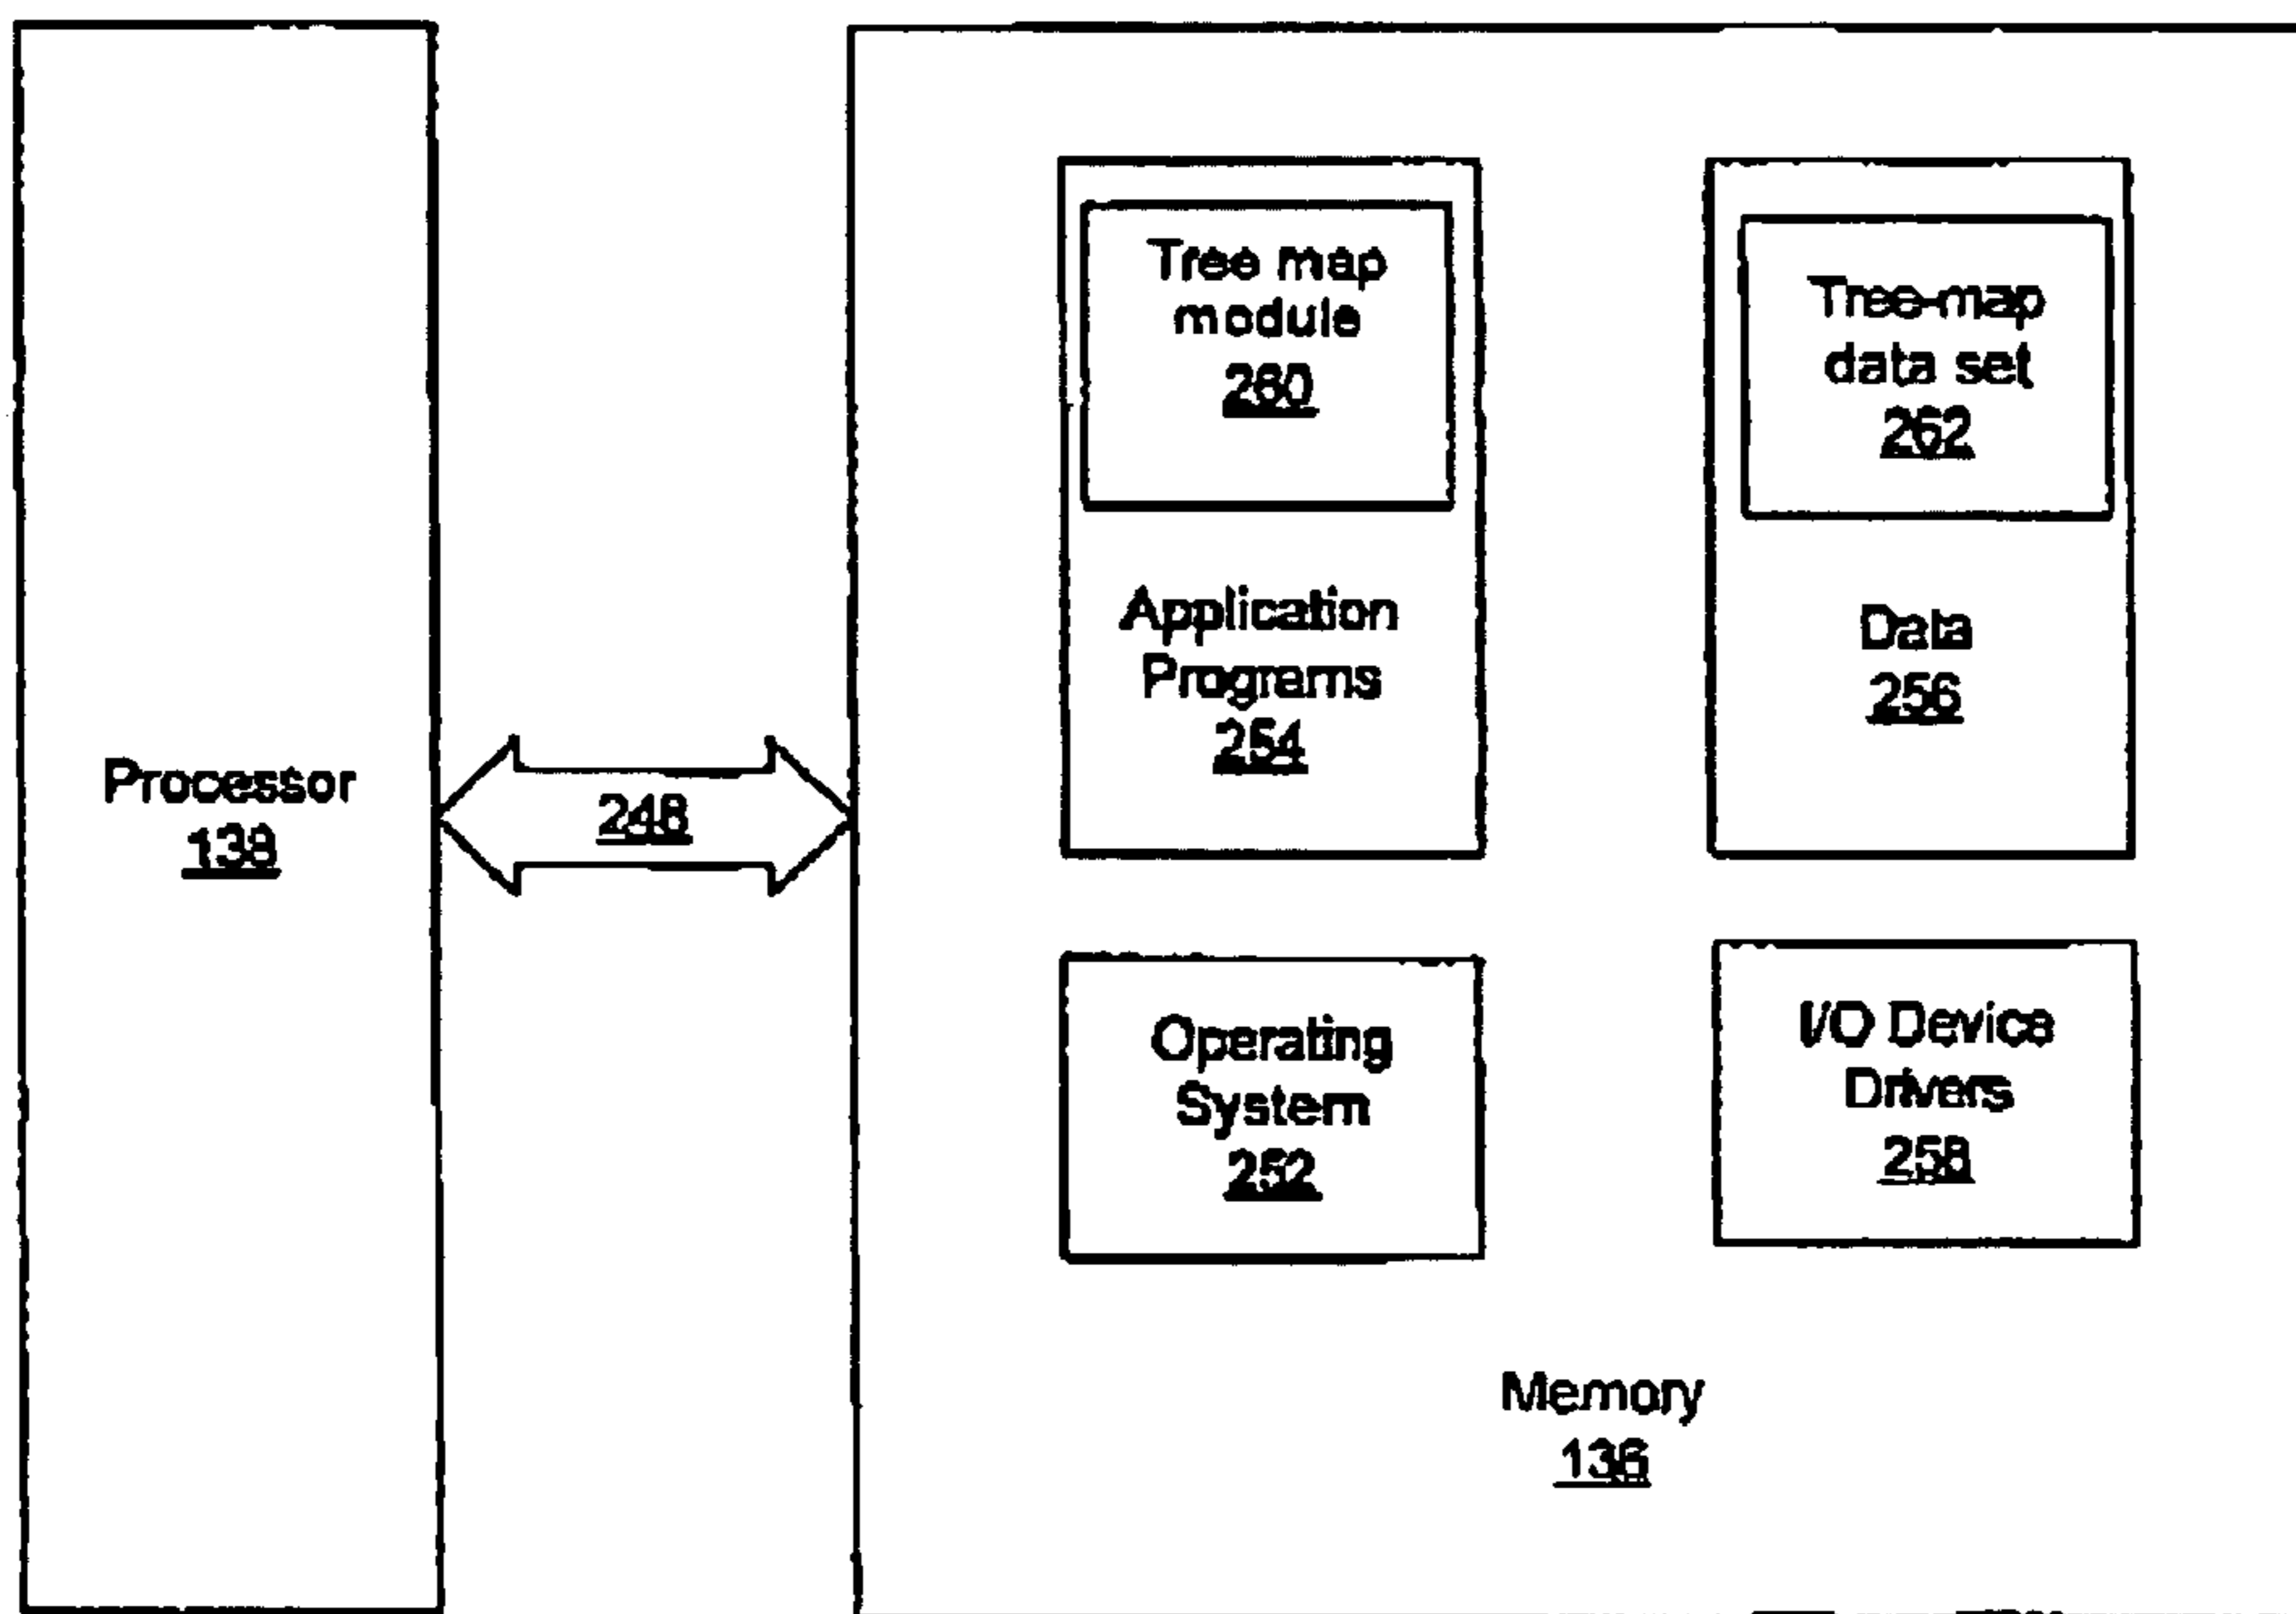 Tree map
module
260
Application
Programs
254
Tree-map
data set
262
Data
256
Processor
138
248
Operating
System
252
I/O Device
Drivers
258
Memory
136